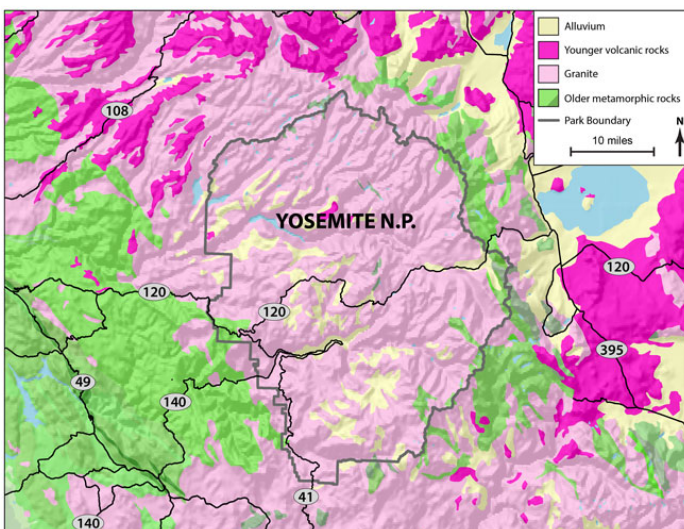 Alluvium
Younger volcanic rocks
Granite
Older metamorphic rocks
Park Boundary
10 miles
N
108
YOSEMITE N.P.
120
120
120
395
49
140
41
140